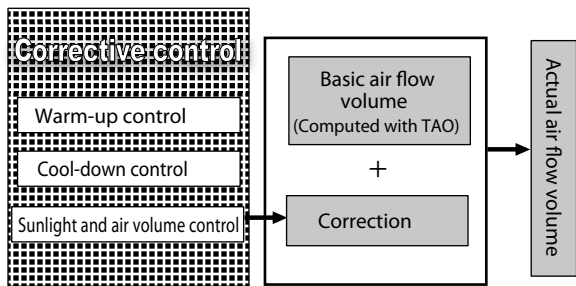 Corrective control
Warm-up control
Cool-down control
Sunlight and air volume control
Basic air flow
volume
(Computed with TAO)
+
Correction
Actual air
flow volume